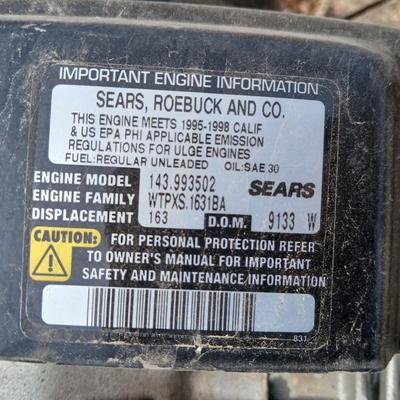 IMPORTANT ENGINE INFORMATION
SEARS, ROEBUCK AND CO.
THIS ENGINE MEETS 1995-1998 CALIF
& US EPA PHI APPLICABLE EMISSION
REGULATIONS FOR ULGE ENGINES
FUEL:REGULAR UNLEADED OIL:SAE 30
ENGINE MODEL 143.993502 SEARS
ENGINE FAMILY WTPXS.1631BA
DISPLACEMENT 163 D.O.M. 9133 W
CAUTION: FOR PERSONAL PROTECTION REFER
TO OWNER'S MANUAL FOR IMPORTANT
SAFETY AND MAINTENANCE INFORMATION
831